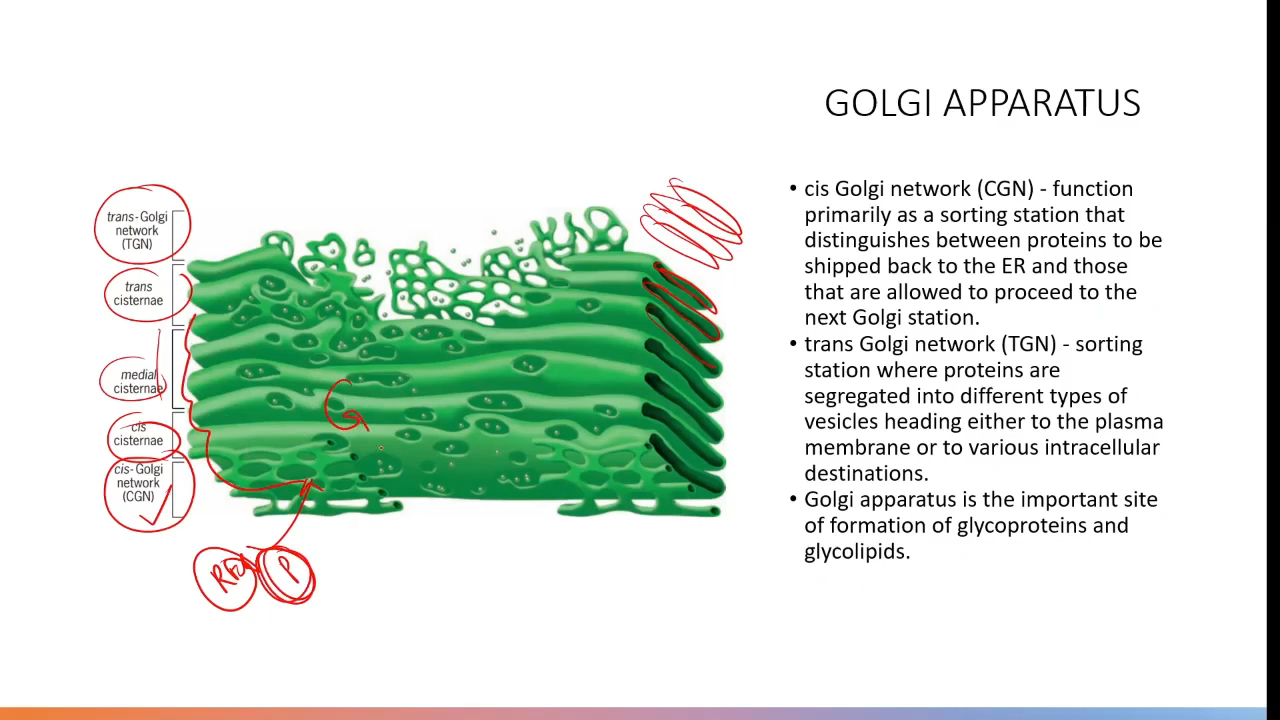 GOLGI APPARATUS
trans-Golgi
network
(TGN)
trans
cisternae
medial
cisternae
cis
cisternae
cis-Golgi
network
(CGN)
P
• cis Golgi network (CGN) - function
primarily as a sorting station that
distinguishes between proteins to be
shipped back to the ER and those
that are allowed to proceed to the
next Golgi station.
• trans Golgi network (TGN) - sorting
station where proteins are
segregated into different types of
vesicles heading either to the plasma
membrane or to various intracellular
destinations.
• Golgi apparatus is the important site
of formation of glycoproteins and
glycolipids.